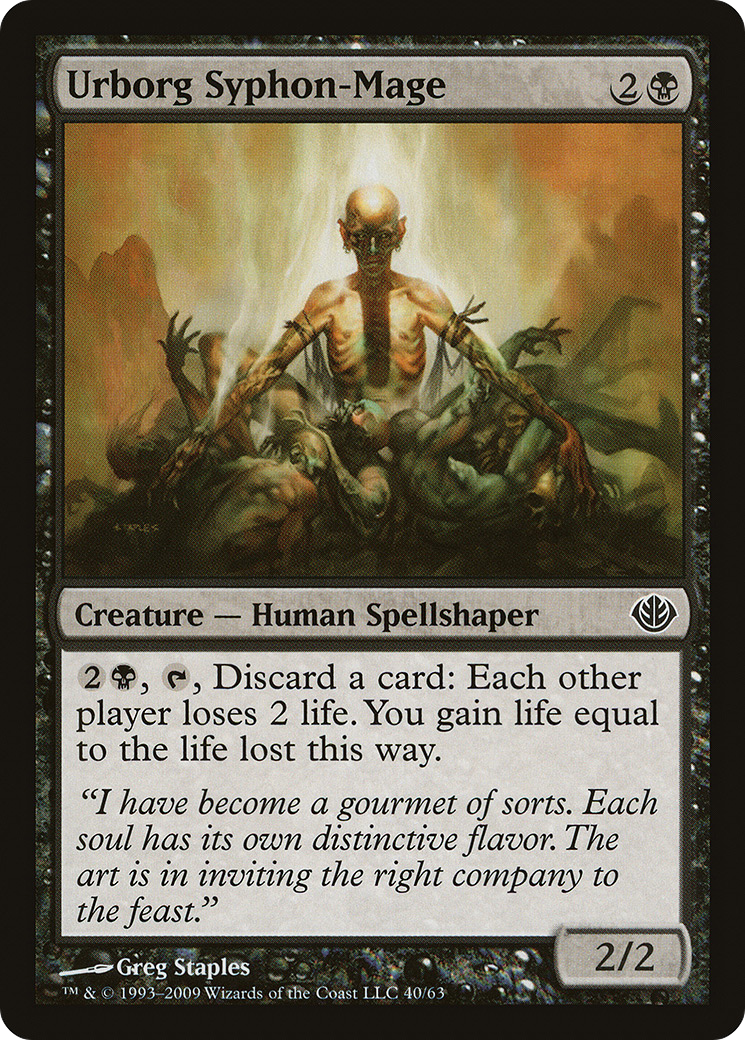 Urborg Syphon-Mage 2
STAPLES
Creature — Human Spellshaper
2, , Discard a card: Each other
player loses 2 life. You gain life equal
to the life lost this way.
“I have become a gourmet of sorts. Each
soul has its own distinctive flavor. The
art is in inviting the right company to
the feast.”
2/2
Greg Staples
™ & © 1993–2009 Wizards of the Coast LLC 40/63